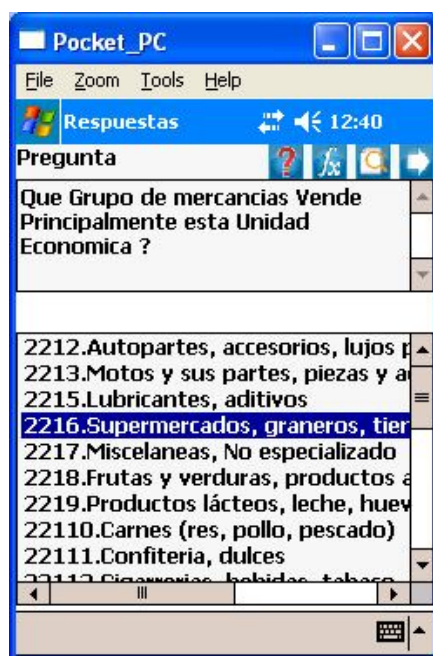 Pocket_PC
File Zoom Tools Help
Respuestas 12:40
Pregunta
Que Grupo de mercancias Vende
Principalmente esta Unidad
Economica ?
2212.Autopartes, accesorios, lujos
2213.Motos y sus partes, piezas y
2215.Lubricantes, aditivos
2216.Supermercados, graneros,
2217.Miscelaneas, No especializado
2218.Frutas y verduras, productos
2219.Productos lácteos, leche,
22110.Carnes (res, pollo, pescado)
22111.Confiteria, dulces